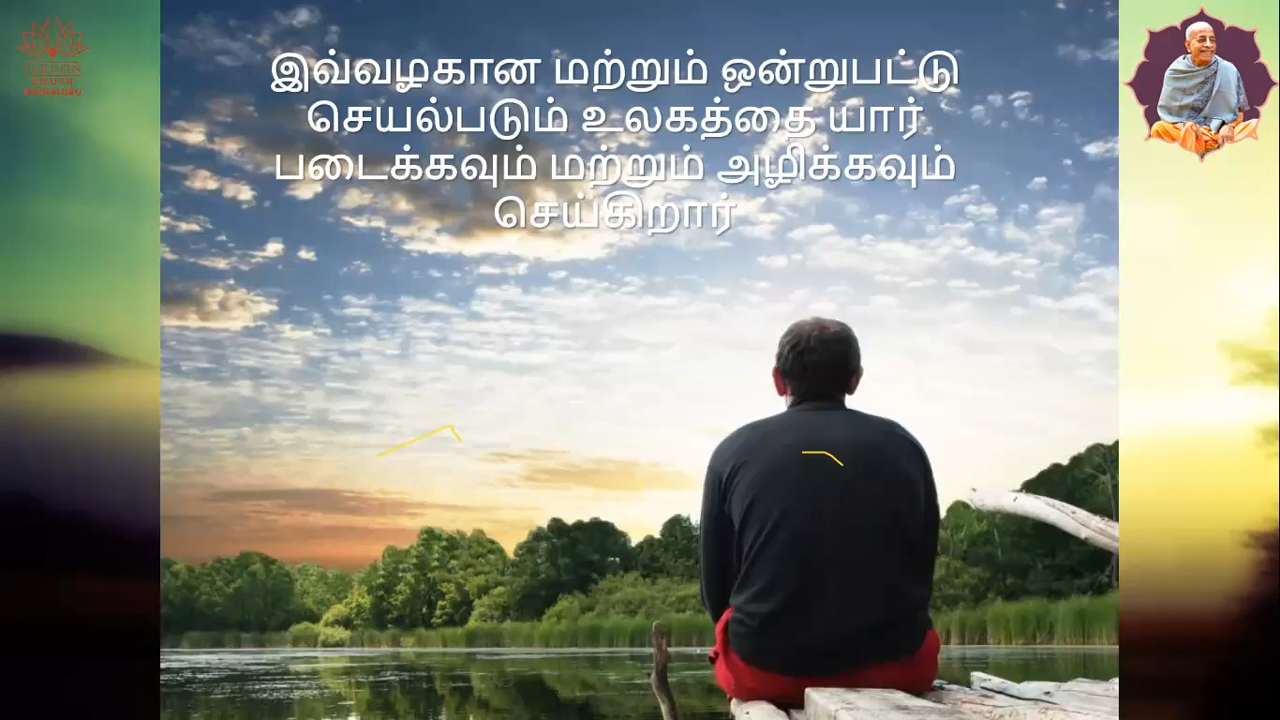 இவ்வழகான மற்றும் ஒன்றுபட்டு
செயல்படும் உலகத்தை யார்
படைக்கவும் மற்றும் அழிக்கவும்
செய்கிறார்